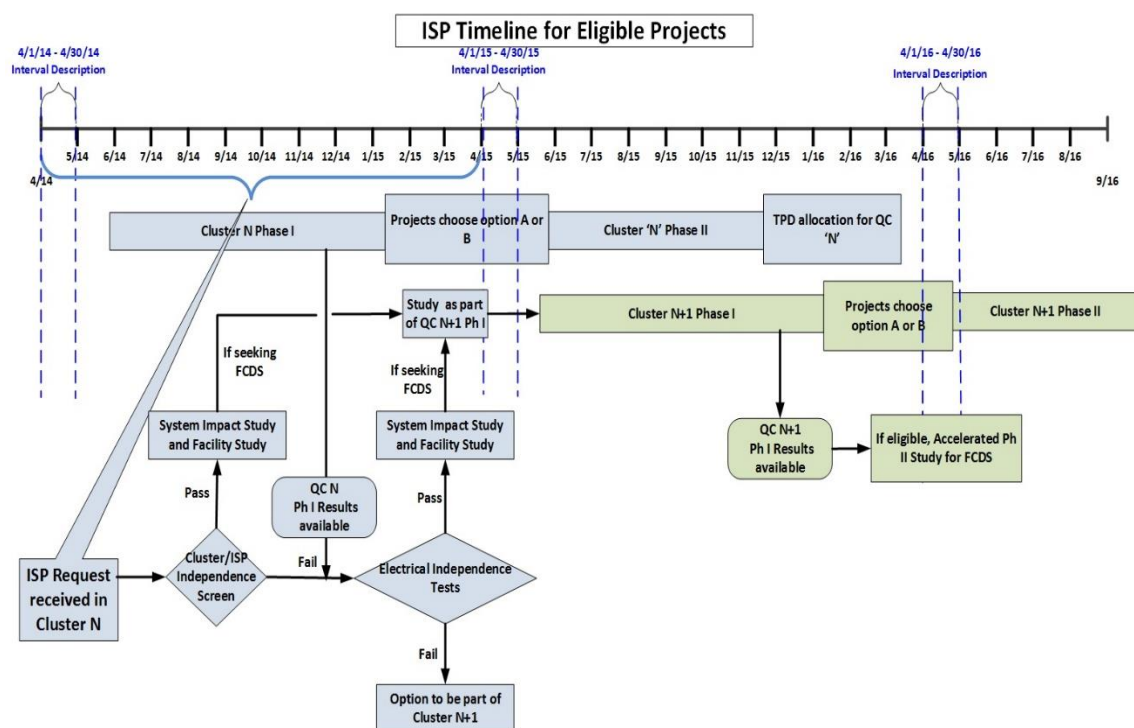 ISP Timeline for Eligible Projects
4/1/14 - 4/30/14
Interval Description
4/1/15 - 4/30/15
Interval Description
4/1/16 - 4/30/16
Interval Description
5/14 6/14 7/14 8/14 9/14 10/14 11/14 12/14 1/15 2/15 3/15 4/15 5/15 6/15 7/15 8/15 9/15 10/15 11/15 12/15 1/16 2/16 3/16 4/16 5/16 6/16 7/16 8/16
4/14
9/16
Cluster N Phase I
Projects choose option A or
B
Cluster ‘N’ Phase II
TPD allocation for QC
‘N’
Study as part
of QC N+1 Ph I
Cluster N+1 Phase I
Projects choose
option A or B
Cluster N+1 Phase II
If seeking
FCDS
If seeking
FCDS
System Impact Study
and Facility Study
System Impact Study
and Facility Study
QC N+1
Ph I Results
available
If eligible, Accelerated Ph
II Study for FCDS
Pass
QC N
Ph I Results
available
Pass
ISP Request
received in
Cluster N
Cluster/ISP
Independence
Screen
Fail
Electrical Independence
Tests
Fail
Option to be part of
Cluster N+1